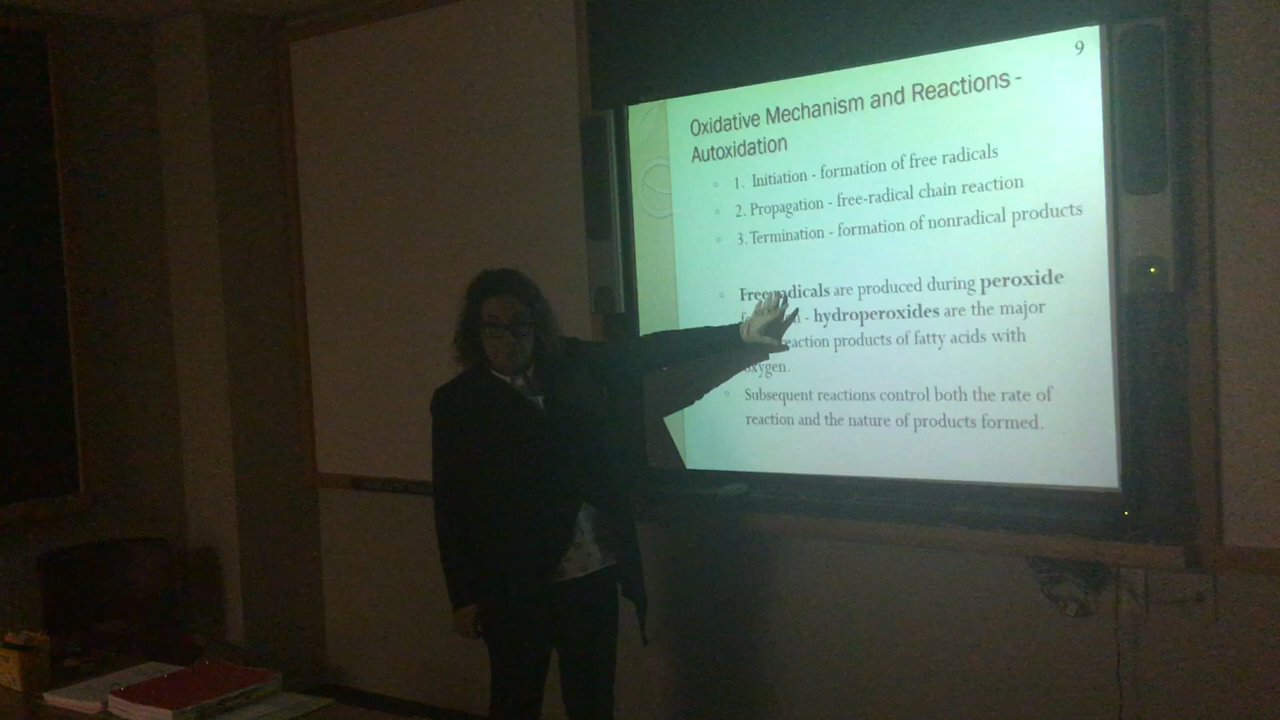 9
Oxidative Mechanism and Reactions -
Autoxidation
1. Initiation - formation of free radicals
2. Propagation - free-radical chain reaction
3. Termination - formation of nonradical products
Free radicals are produced during peroxide
- hydroperoxides are the major
reaction products of fatty acids with
oxygen.
Subsequent reactions control both the rate of
reaction and the nature of products formed.